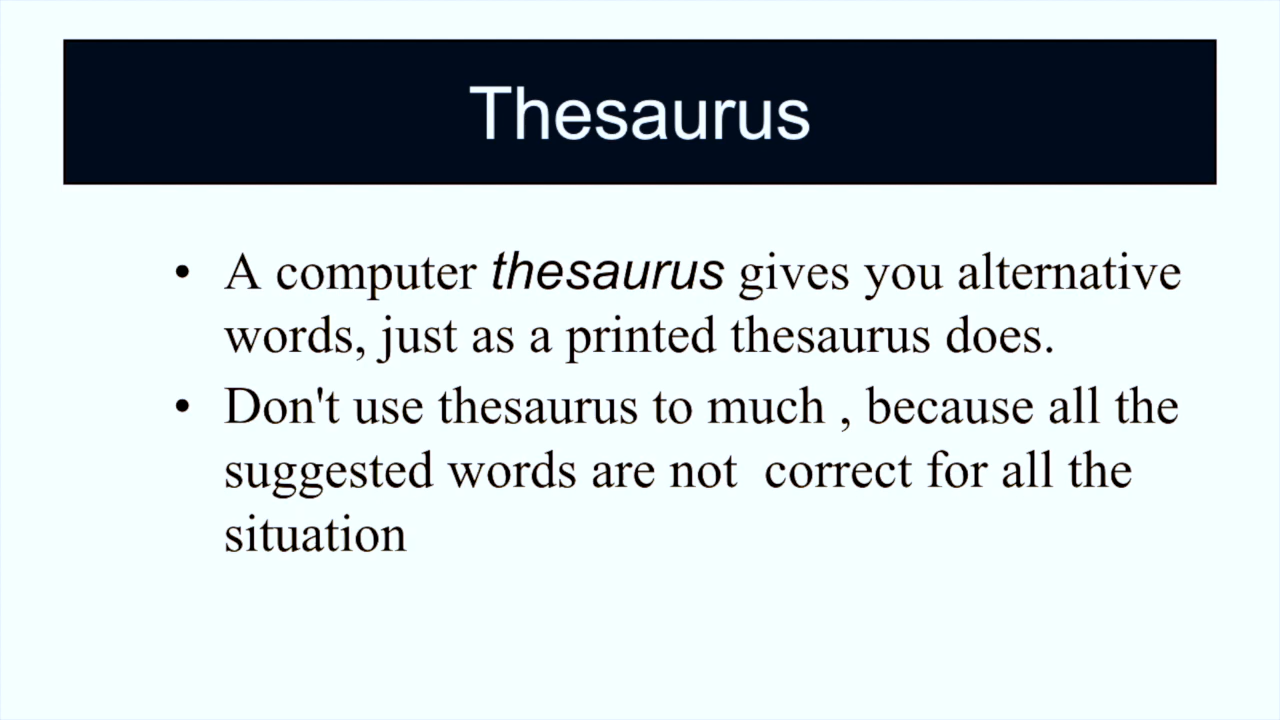 Thesaurus
• A computer thesaurus gives you alternative
words, just as a printed thesaurus does.
• Don't use thesaurus to much , because all the
suggested words are not  correct for all the
situation